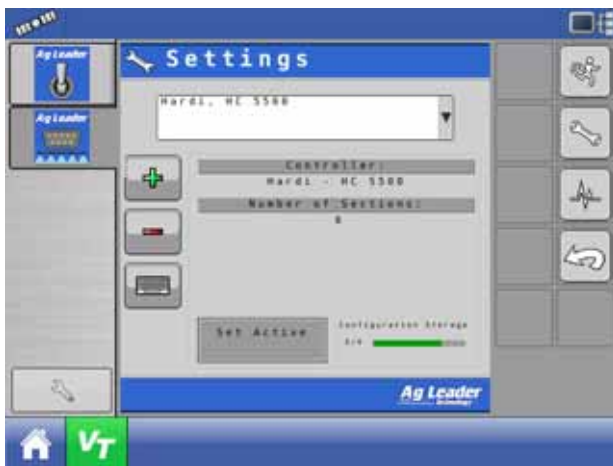 Ag Leader
Settings
Hardi, HC 5500
Ag Leader
Controller:
Hardi - HC 5500
Number of Sections:
Set Active
Configuration Storage
Ag Leader
Technology
VT